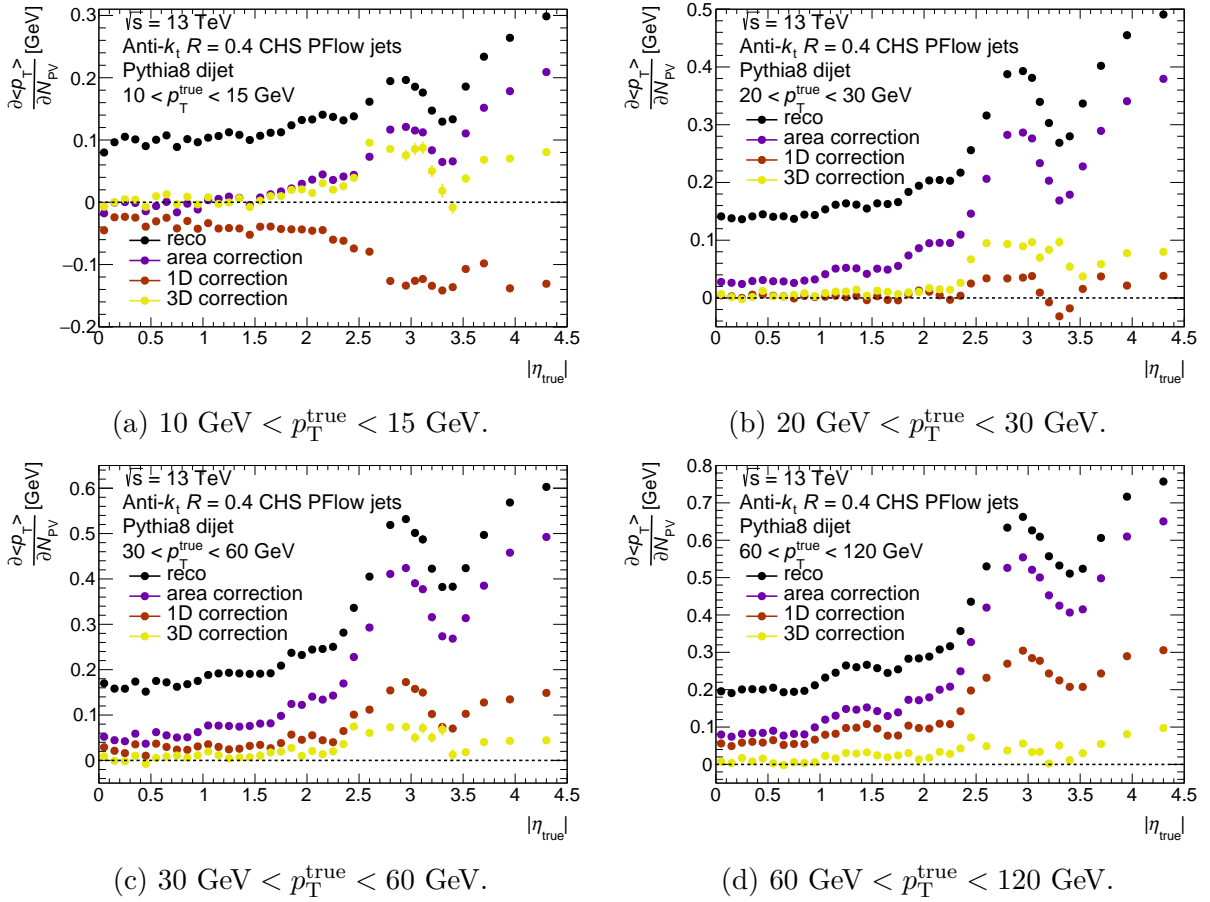 ∂<p_T>/∂N_PV [GeV]
0.3
0.2
0.1
0
−0.1
−0.2
√s = 13 TeV
Anti-k_t R = 0.4 CHS PFlow jets
Pythia8 dijet
10 < p_T^true < 15 GeV
reco
area correction
1D correction
3D correction
0 0.5 1 1.5 2 2.5 3 3.5 4 4.5
|η_true|
(a) 10 GeV < p_T^true < 15 GeV.
∂<p_T>/∂N_PV [GeV]
0.5
0.4
0.3
0.2
0.1
0
√s = 13 TeV
Anti-k_t R = 0.4 CHS PFlow jets
Pythia8 dijet
20 < p_T^true < 30 GeV
reco
area correction
1D correction
3D correction
0 0.5 1 1.5 2 2.5 3 3.5 4 4.5
|η_true|
(b) 20 GeV < p_T^true < 30 GeV.
∂<p_T>/∂N_PV [GeV]
0.6
0.5
0.4
0.3
0.2
0.1
0
√s = 13 TeV
Anti-k_t R = 0.4 CHS PFlow jets
Pythia8 dijet
30 < p_T^true < 60 GeV
reco
area correction
1D correction
3D correction
0 0.5 1 1.5 2 2.5 3 3.5 4 4.5
|η_true|
(c) 30 GeV < p_T^true < 60 GeV.
∂<p_T>/∂N_PV [GeV]
0.8
0.7
0.6
0.5
0.4
0.3
0.2
0.1
0
√s = 13 TeV
Anti-k_t R = 0.4 CHS PFlow jets
Pythia8 dijet
60 < p_T^true < 120 GeV
reco
area correction
1D correction
3D correction
0 0.5 1 1.5 2 2.5 3 3.5 4 4.5
|η_true|
(d) 60 GeV < p_T^true < 120 GeV.